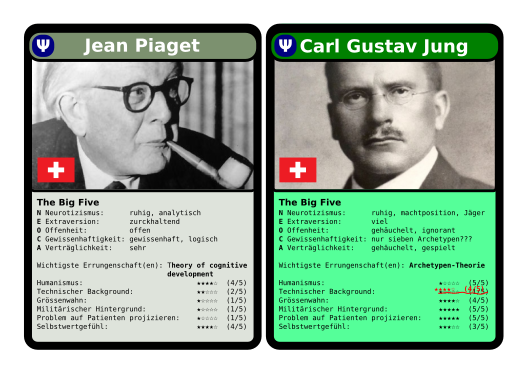 Ψ Jean Piaget
The Big Five
N Neurotizismus: ruhig, analytisch
E Extraversion: zurckhaltend
O Offenheit: offen
C Gewissenhaftigkeit: gewissenhaft, logisch
A Verträglichkeit: sehr
Wichtigste Errungenschaft(en): Theory of cognitive
development
Humanismus: ★★★★☆ (4/5)
Technischer Background: ★★☆☆☆ (2/5)
Grössenwahn: ★☆☆☆☆ (1/5)
Militärischer Hintergrund: ★☆☆☆☆ (1/5)
Problem auf Patienten projizieren: ★☆☆☆☆ (1/5)
Selbstwertgefühl: ★★★★☆ (4/5)
Ψ Carl Gustav Jung
The Big Five
N Neurotizismus: ruhig, machtposition, Jäger
E Extraversion: viel
O Offenheit: gehäuchelt, ignorant
C Gewissenhaftigkeit: nur sieben Archetypen???
A Verträglichkeit: gehäuchelt, gespielt
Wichtigste Errungenschaft(en): Archetypen-Theorie
Humanismus: ★☆☆☆☆ (5/5)
Technischer Background:
Grössenwahn: ★★★★☆ (4/5)
Militärischer Hintergrund: ★★★★★ (5/5)
Problem auf Patienten projizieren: ★★★★★ (5/5)
Selbstwertgefühl: ★★★☆☆ (3/5)